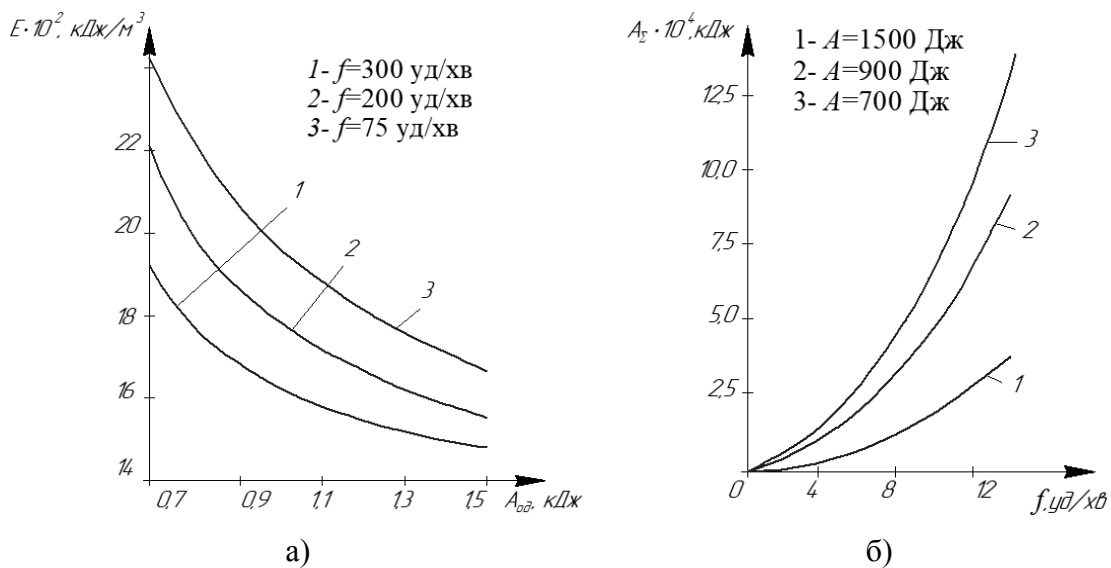 E·10², кДж/м³
1- f=300 уд/хв
2- f=200 уд/хв
3- f=75 уд/хв
22
20
18
16
14
0,7
0,9
1,1
1,3
1,5
Aод, кДж
1
2
3
а)
AΣ·10⁴,кДж
1- A=1500 Дж
2- A=900 Дж
3- A=700 Дж
12,5
10,0
7,5
5,0
2,5
0
4
8
12
f,уд/хв
3
2
1
б)